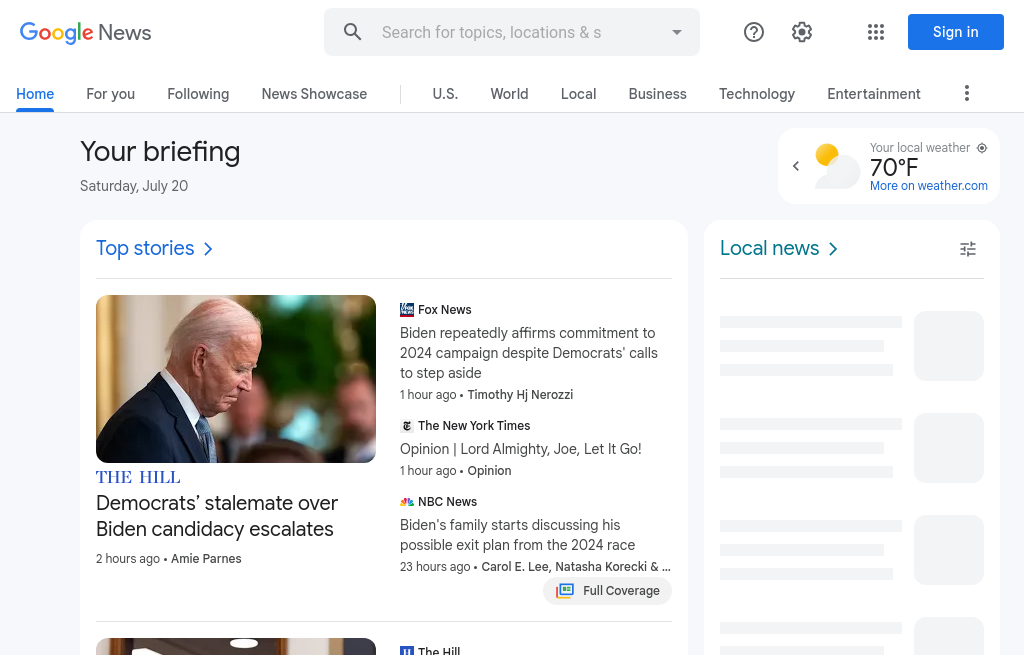 Google News
Search for topics, locations & s
Sign in
Home
For you
Following
News Showcase
U.S.
World
Local
Business
Technology
Entertainment
Your briefing
Saturday, July 20
Your local weather
70°F
More on weather.com
Top stories
THE HILL
Democrats’ stalemate over
Biden candidacy escalates
2 hours ago • Amie Parnes
Fox News
Biden repeatedly affirms commitment to
2024 campaign despite Democrats' calls
to step aside
1 hour ago • Timothy Hj Nerozzi
The New York Times
Opinion | Lord Almighty, Joe, Let It Go!
1 hour ago • Opinion
NBC News
Biden's family starts discussing his
possible exit plan from the 2024 race
23 hours ago • Carol E. Lee, Natasha Korecki & ...
Full Coverage
The Hill
Local news